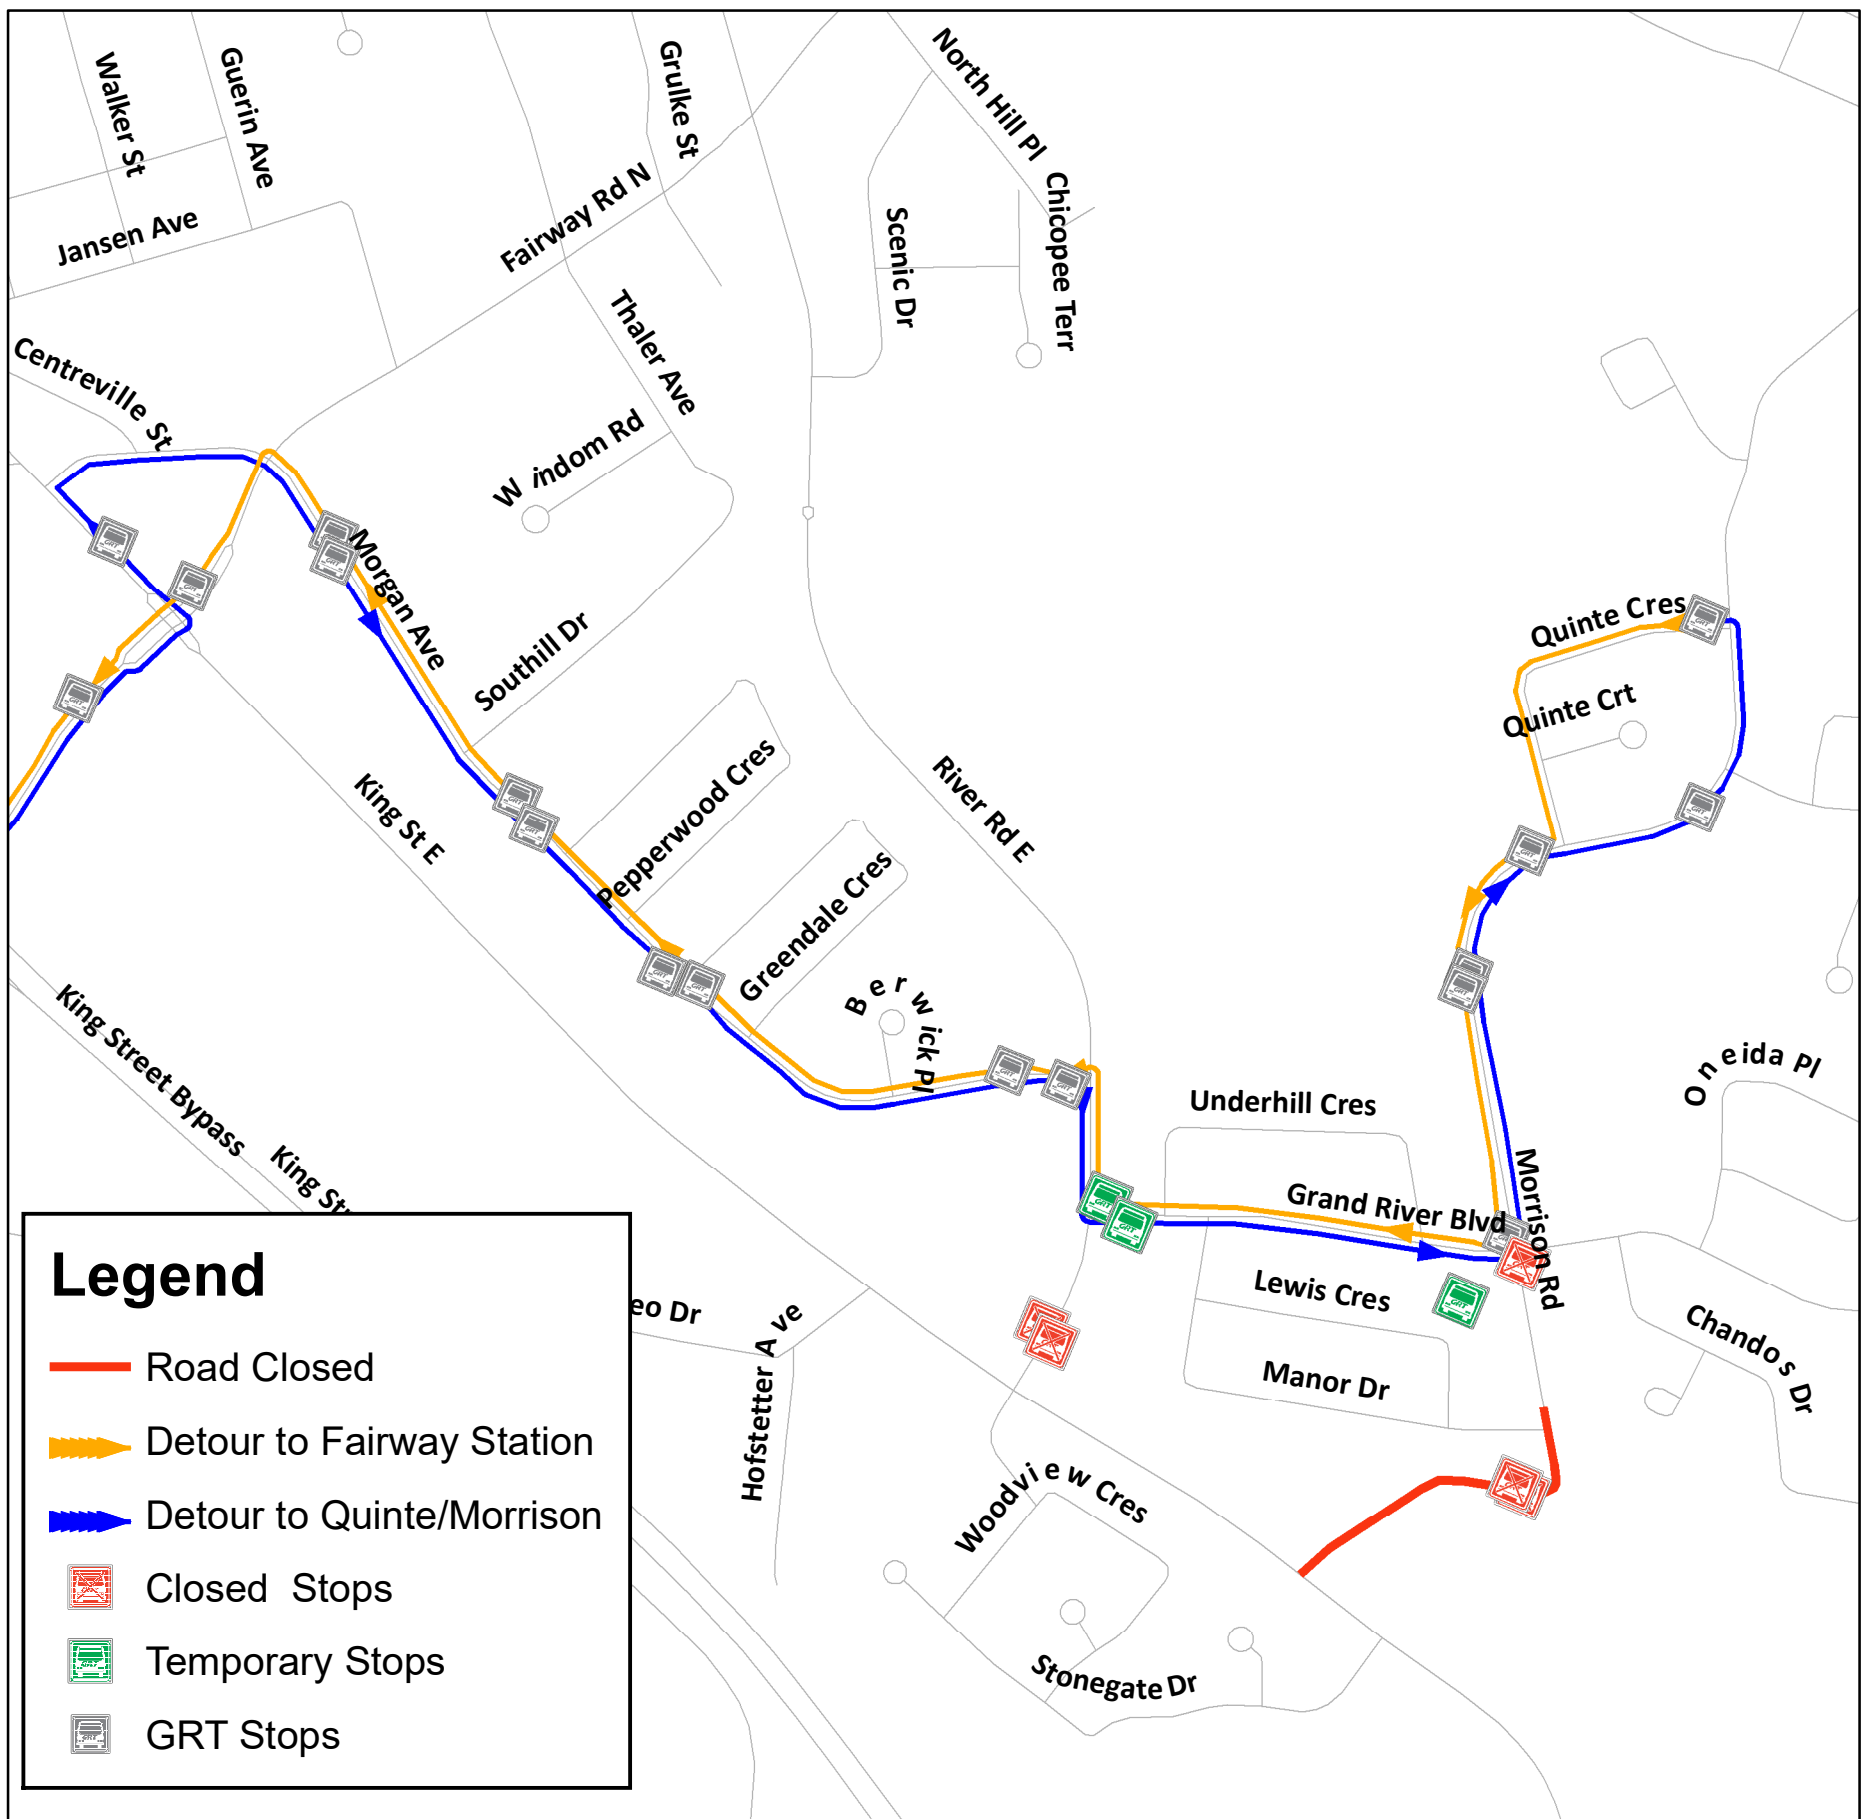 Walker St
Guerin Ave
Grulke St
North Hill Pl
Jansen Ave
Fairway Rd N
Scenic Dr
Chicopee Terr
Centreville St
Thaler Ave
Windom Rd
Morgan Ave
Southill Dr
Quinte Cres
Quinte Crt
King St E
Pepperwood Cres
River Rd E
Greendale Cres
Berwick Pl
King Street Bypass
Oneida Pl
Underhill Cres
Morrison Rd
Grand River Blvd
Lewis Cres
Manor Dr
Chandos Dr
Hofstetter Ave
Woodview Cres
Stonegate Dr
King Str
eo Dr
Legend
Road Closed
Detour to Fairway Station
Detour to Quinte/Morrison
Closed Stops
Temporary Stops
GRT Stops